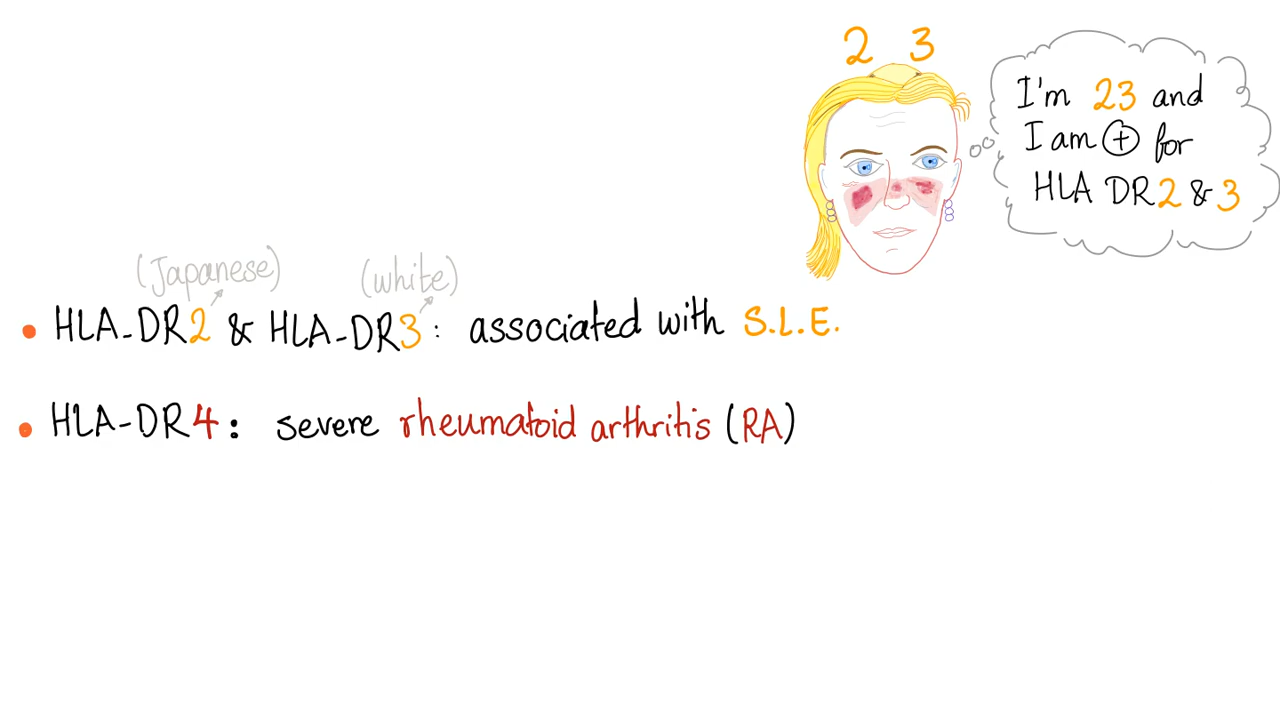 2 3
I'm 23 and
I am + for
HLA DR2 & 3
(Japanese) (white)
• HLA-DR2 & HLA-DR3: associated with S.L.E.
• HLA-DR4: severe rheumatoid arthritis (RA)